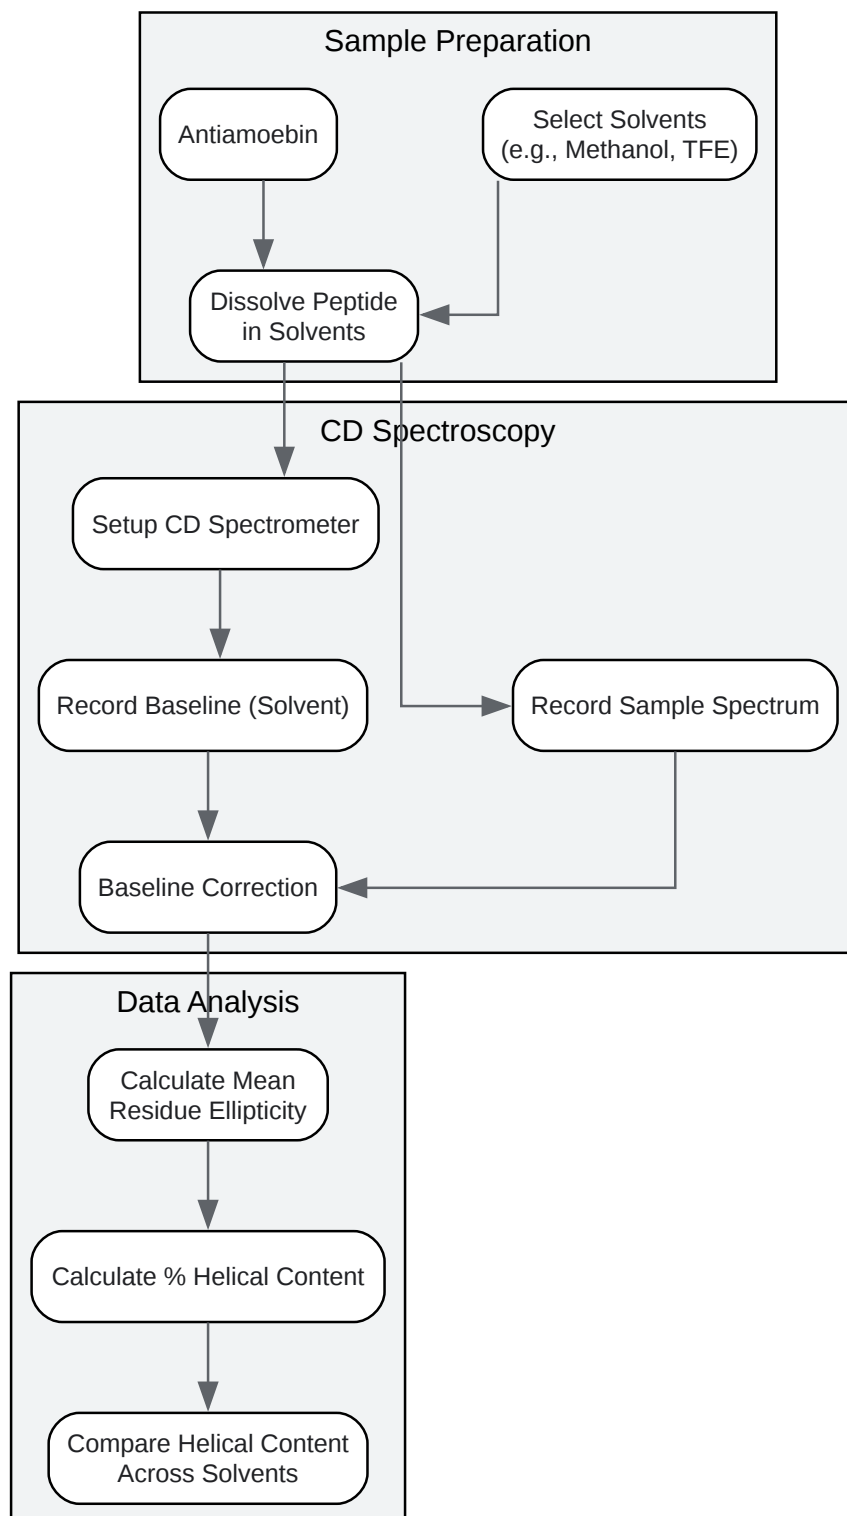 Sample Preparation
Antiamoebin
Select Solvents
(e.g., Methanol, TFE)
Dissolve Peptide
in Solvents
CD Spectroscopy
Setup CD Spectrometer
Record Baseline (Solvent)
Record Sample Spectrum
Baseline Correction
Data Analysis
Calculate Mean
Residue Ellipticity
Calculate % Helical Content
Compare Helical Content
Across Solvents